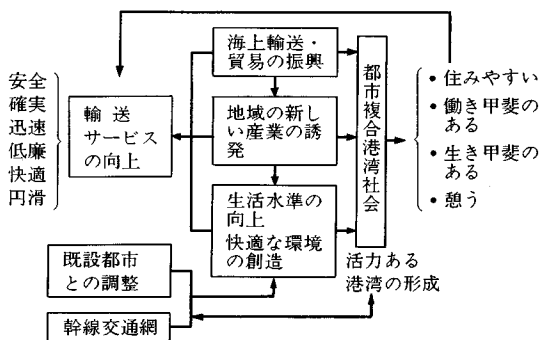 安全
確実
迅速
低廉
快適
円滑
輸送
サービス
の向上
海上輸送・
貿易の振興
地域の新し
い産業の誘
発
生活水準の
向上
快適な環境
の創造
都市複合港湾社会
・住みやすい
・働き甲斐の
ある
・生き甲斐の
ある
・憩う
活力ある
港湾の形成
既設都市
との調整
幹線交通網